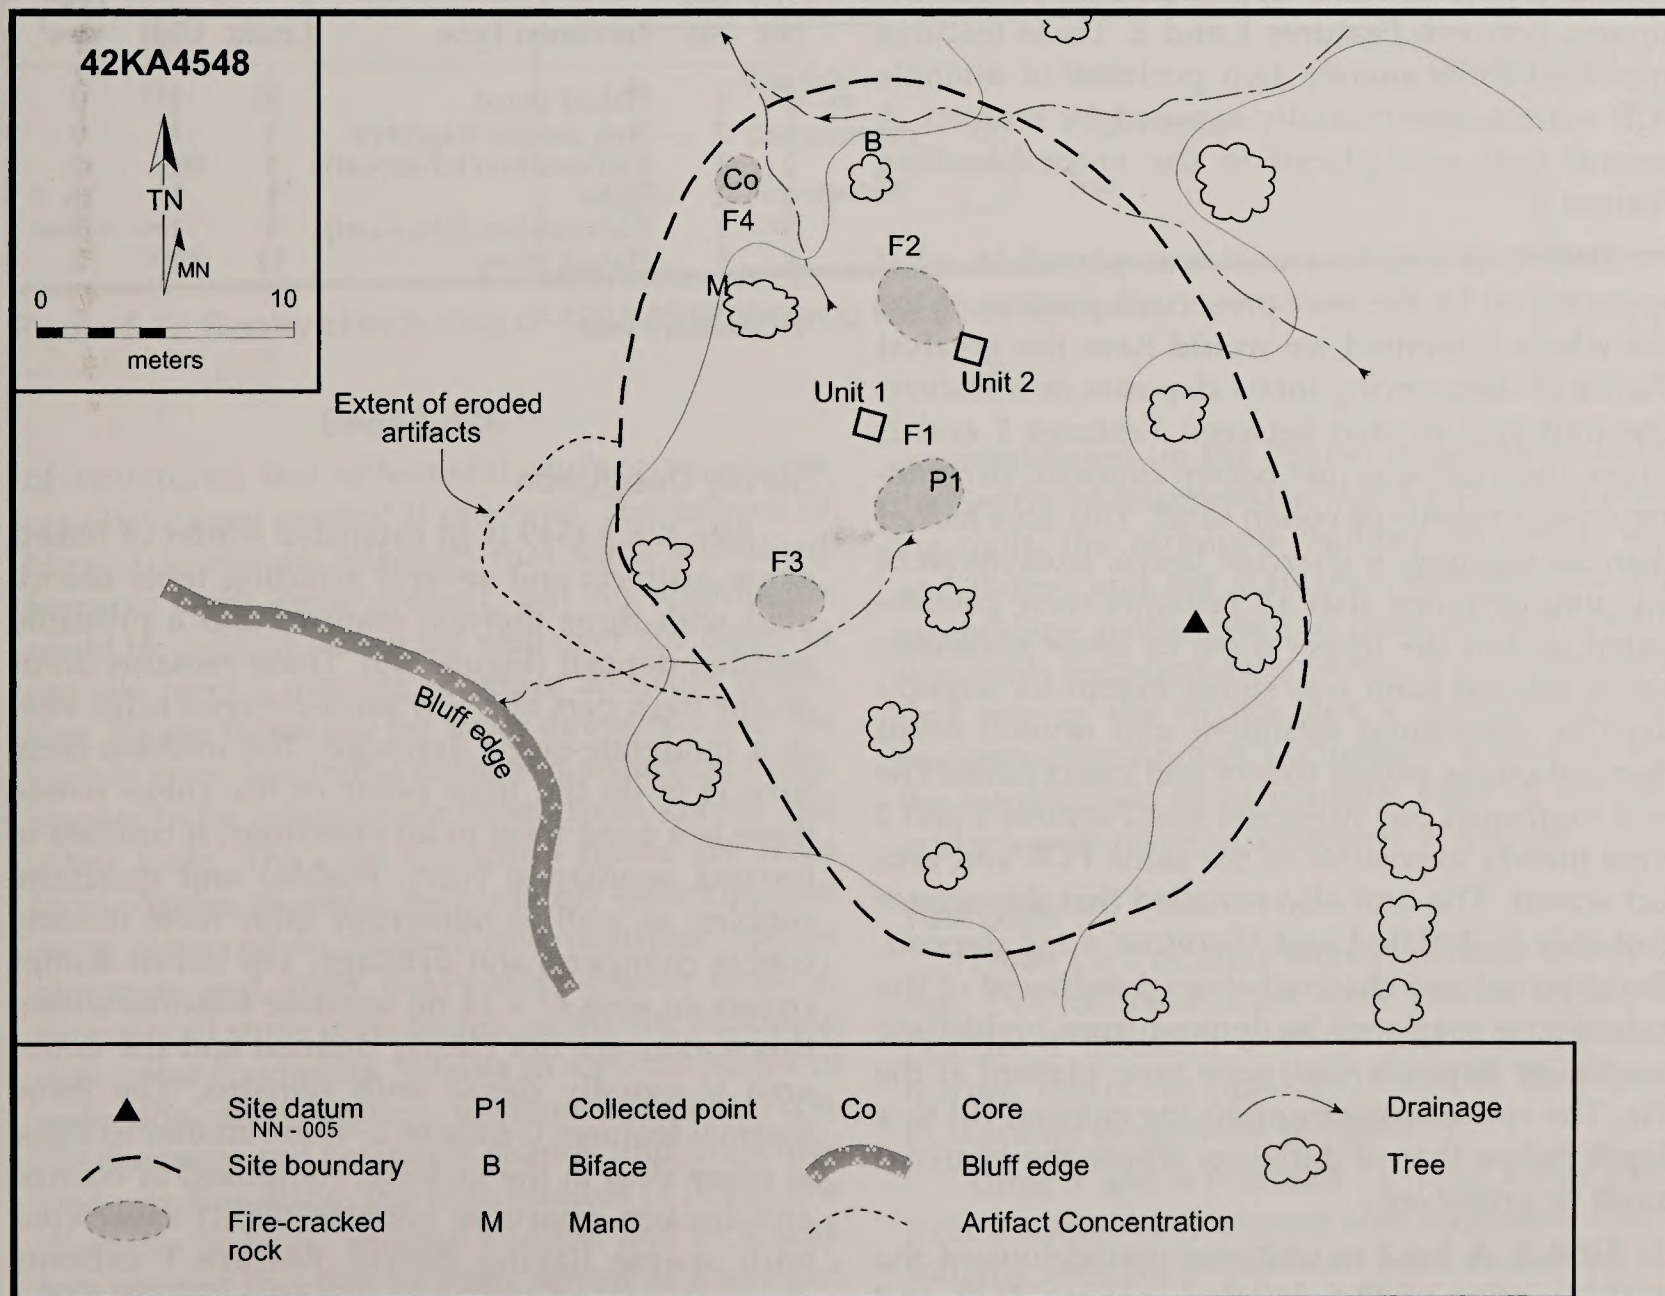 42KA4548
TN
MN
0 10
meters
B
Co
F4
F2
M
Unit 2
Unit 1
F1
P1
Extent of eroded
artifacts
F3
Bluff edge
Site datum
NN - 005
P1 Collected point
Co Core
Drainage
Site boundary
B Biface
Bluff edge
Tree
Fire-cracked
rock
M Mano
Artifact Concentration